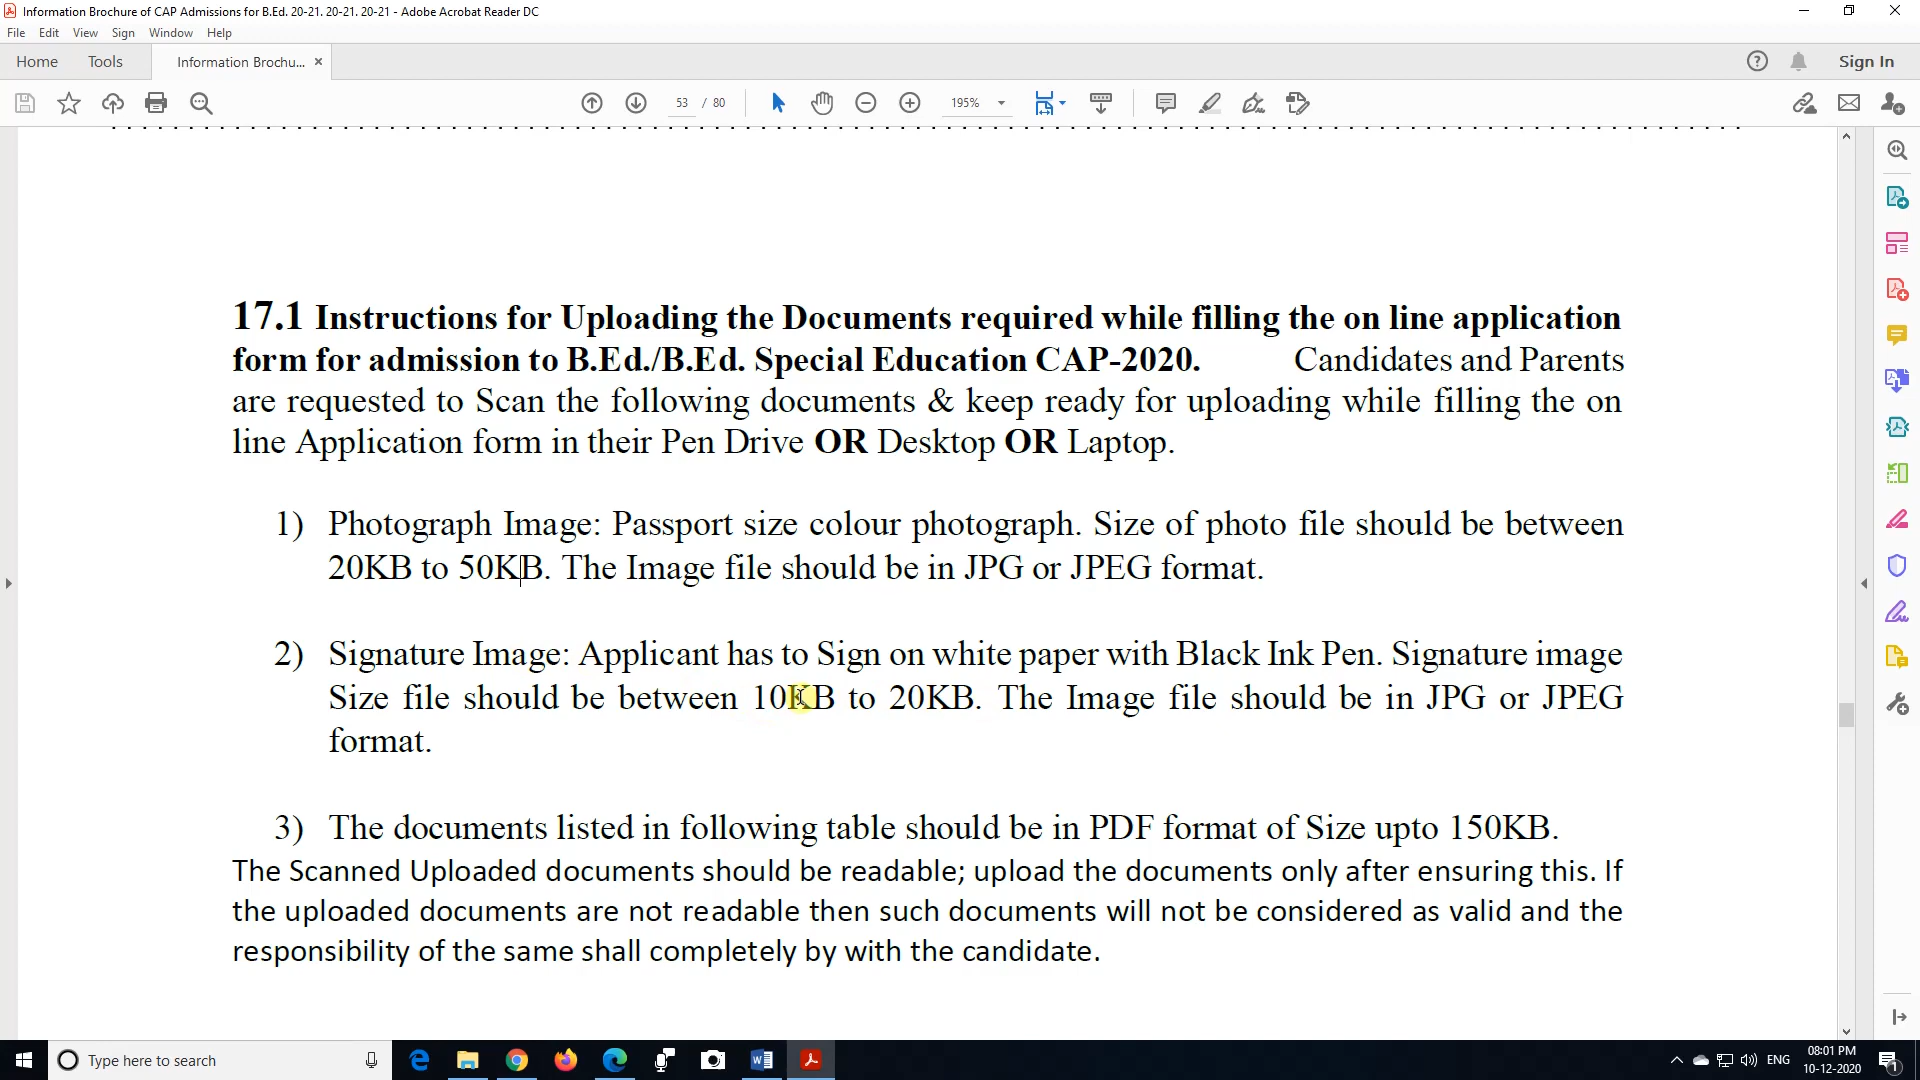 Information Brochure of CAP Admissions for B.Ed. 20-21. 20-21. 20-21 - Adobe Acrobat Reader DC
File Edit View Sign Window Help
Home Tools Information Brochu... × Sign In
53 / 80 195%
17.1 Instructions for Uploading the Documents required while filling the on line application
form for admission to B.Ed./B.Ed. Special Education CAP-2020. Candidates and Parents
are requested to Scan the following documents & keep ready for uploading while filling the on
line Application form in their Pen Drive OR Desktop OR Laptop.
1) Photograph Image: Passport size colour photograph. Size of photo file should be between
20KB to 50KB. The Image file should be in JPG or JPEG format.
2) Signature Image: Applicant has to Sign on white paper with Black Ink Pen. Signature image
Size file should be between 10KB to 20KB. The Image file should be in JPG or JPEG
format.
3) The documents listed in following table should be in PDF format of Size upto 150KB.
The Scanned Uploaded documents should be readable; upload the documents only after ensuring this. If
the uploaded documents are not readable then such documents will not be considered as valid and the
responsibility of the same shall completely by with the candidate.
Type here to search
ENG
08:01 PM
10-12-2020
1